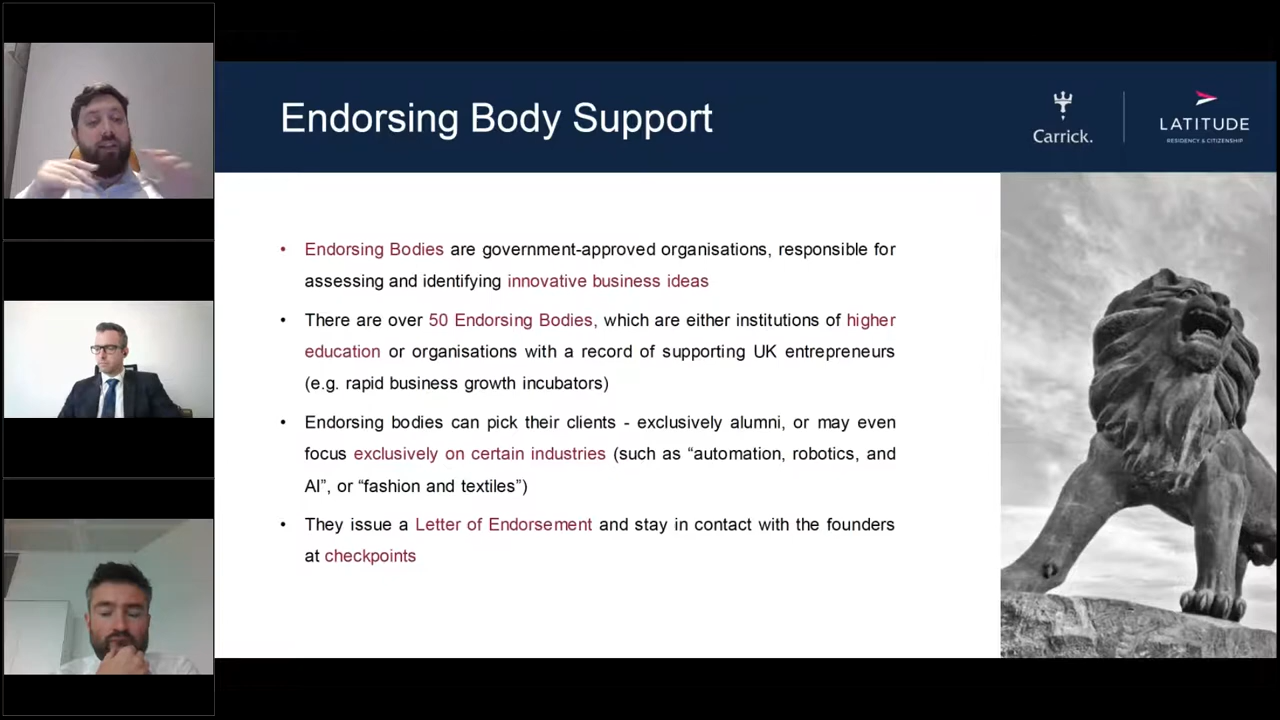 Endorsing Body Support
Carrick.
LATITUDE
RESIDENCY & CITIZENSHIP
• Endorsing Bodies are government-approved organisations, responsible for
assessing and identifying innovative business ideas
• There are over 50 Endorsing Bodies, which are either institutions of higher
education or organisations with a record of supporting UK entrepreneurs
(e.g. rapid business growth incubators)
• Endorsing bodies can pick their clients - exclusively alumni, or may even
focus exclusively on certain industries (such as “automation, robotics, and
AI”, or “fashion and textiles”)
• They issue a Letter of Endorsement and stay in contact with the founders
at checkpoints